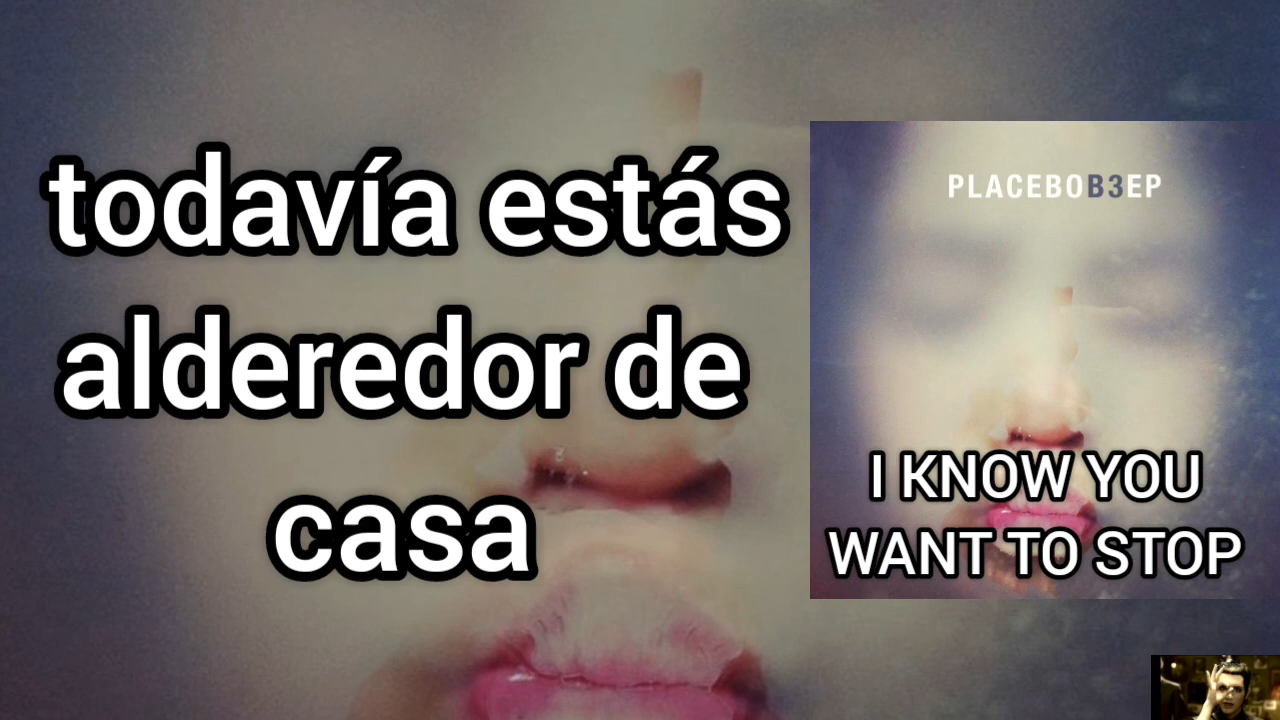 todavía estás
alderedor de
casa
PLACEBOB3EP
I KNOW YOU
WANT TO STOP